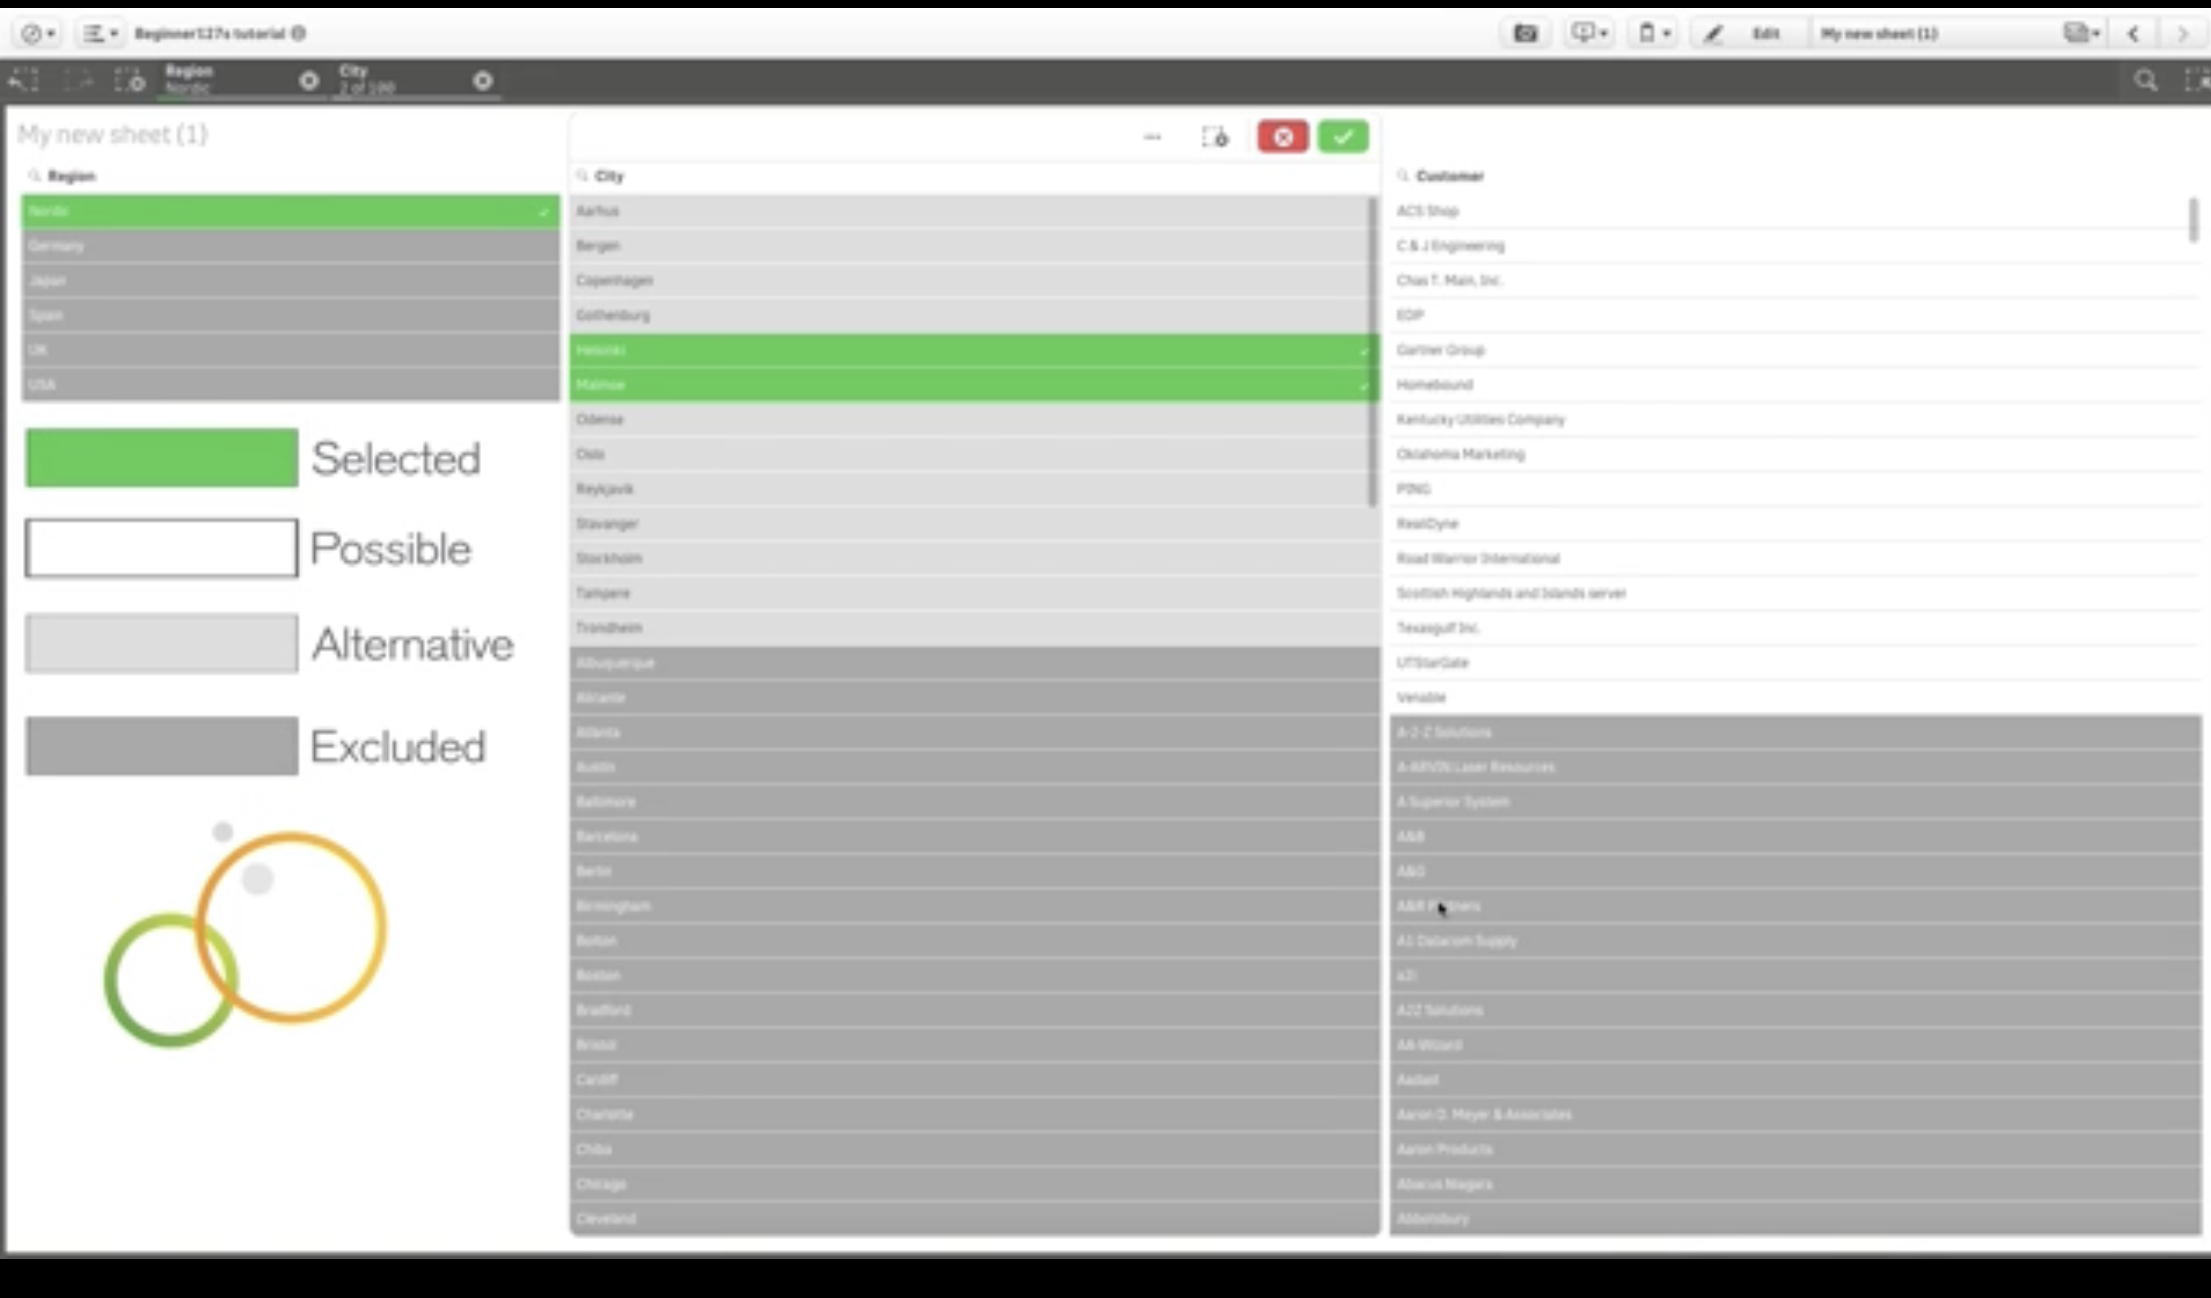 Beginner127s tutorial
Edit
My new sheet (1)
Region
Nordic
City
2 of 100
My new sheet (1)
Region
Nordic
Germany
Japan
Spain
UK
USA
Selected
Possible
Alternative
Excluded
City
Aarhus
Bergen
Copenhagen
Gothenburg
Helsinki
Malmoe
Odense
Oslo
Reykjavik
Stavanger
Stockholm
Tampere
Trondheim
Albuquerque
Alicante
Atlanta
Austin
Baltimore
Barcelona
Berlin
Birmingham
Bolton
Boston
Bradford
Bristol
Cardiff
Charlotte
Chiba
Chicago
Cleveland
Customer
ACS Shop
C & J Engineering
Chas T. Main, Inc.
EDP
Gartner Group
Homebound
Kentucky Utilities Company
Oklahoma Marketing
PING
RealDyne
Road Warrior International
Scottish Highlands and Islands server
Texasgulf Inc.
UTStarGate
Venable
A-2-Z Solutions
A-ARVIN Laser Resources
A Superior System
A&B
A&G
A&R Partners
A1 Datacom Supply
a2i
A2Z Solutions
AA-Wizard
Aadast
Aaron D. Meyer & Associates
Aaron Products
Abacus Niagara
Abbotsbury